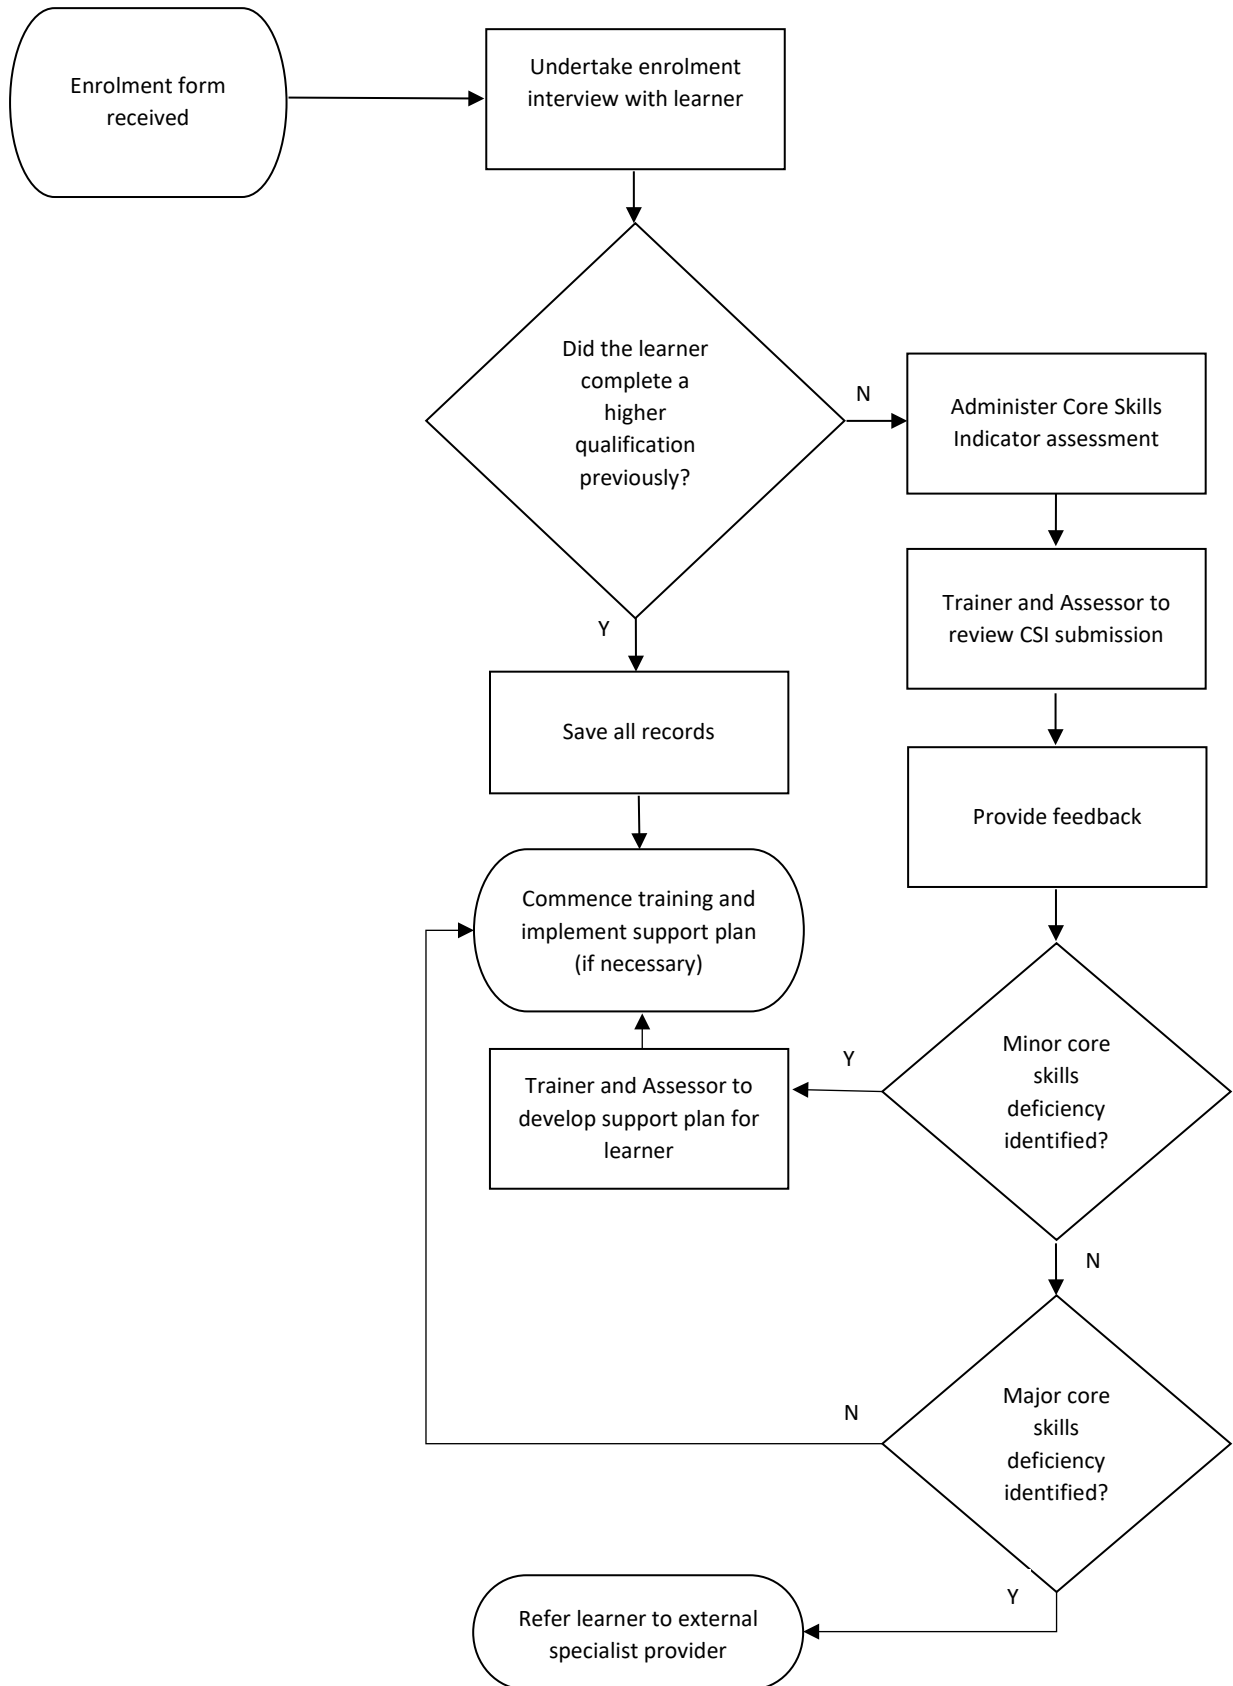 Enrolment form
received
Undertake enrolment
interview with learner
Did the learner
complete a
higher
qualification
previously?
N
Administer Core Skills
Indicator assessment
Trainer and Assessor to
review CSI submission
Y
Save all records
Provide feedback
Commence training and
implement support plan
(if necessary)
Minor core
skills
deficiency
identified?
Y
Trainer and Assessor to
develop support plan for
learner
N
Major core
skills
deficiency
identified?
N
Y
Refer learner to external
specialist provider